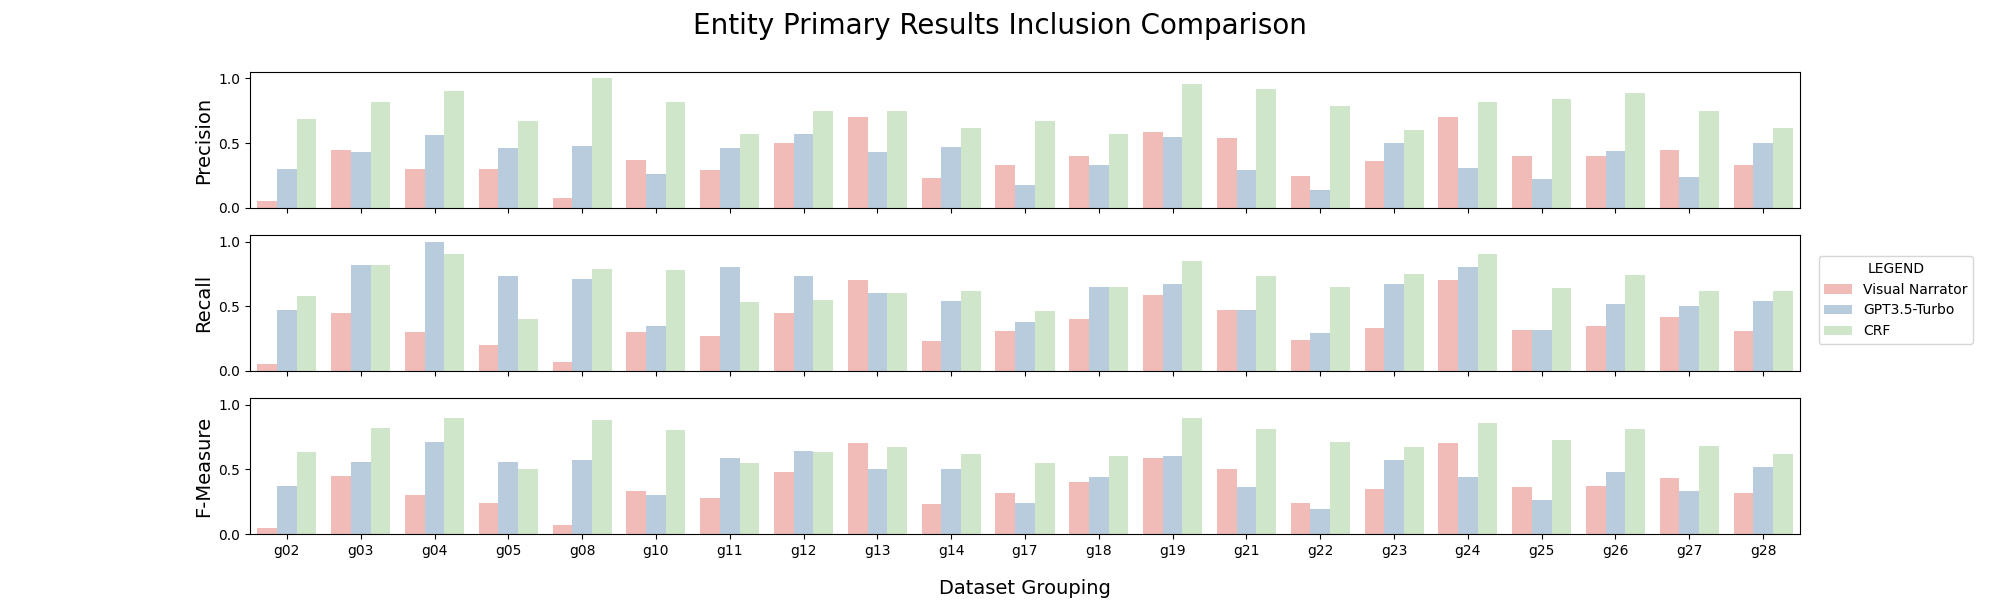 Entity Primary Results Inclusion Comparison
Precision
1.0
0.5
0.0
Recall
1.0
0.5
0.0
LEGEND
Visual Narrator
GPT3.5-Turbo
CRF
F-Measure
1.0
0.5
0.0
g02 g03 g04 g05 g08 g10 g11 g12 g13 g14 g17 g18 g19 g21 g22 g23 g24 g25 g26 g27 g28
Dataset Grouping